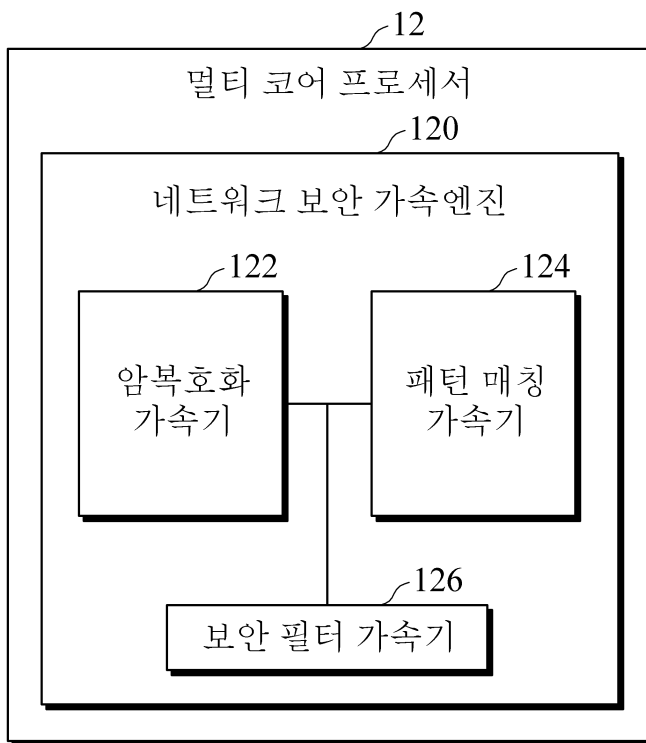 12
멀티 코어 프로세서
120
네트워크 보안 가속엔진
122
124
암복호화
가속기
패턴 매칭
가속기
126
보안 필터 가속기